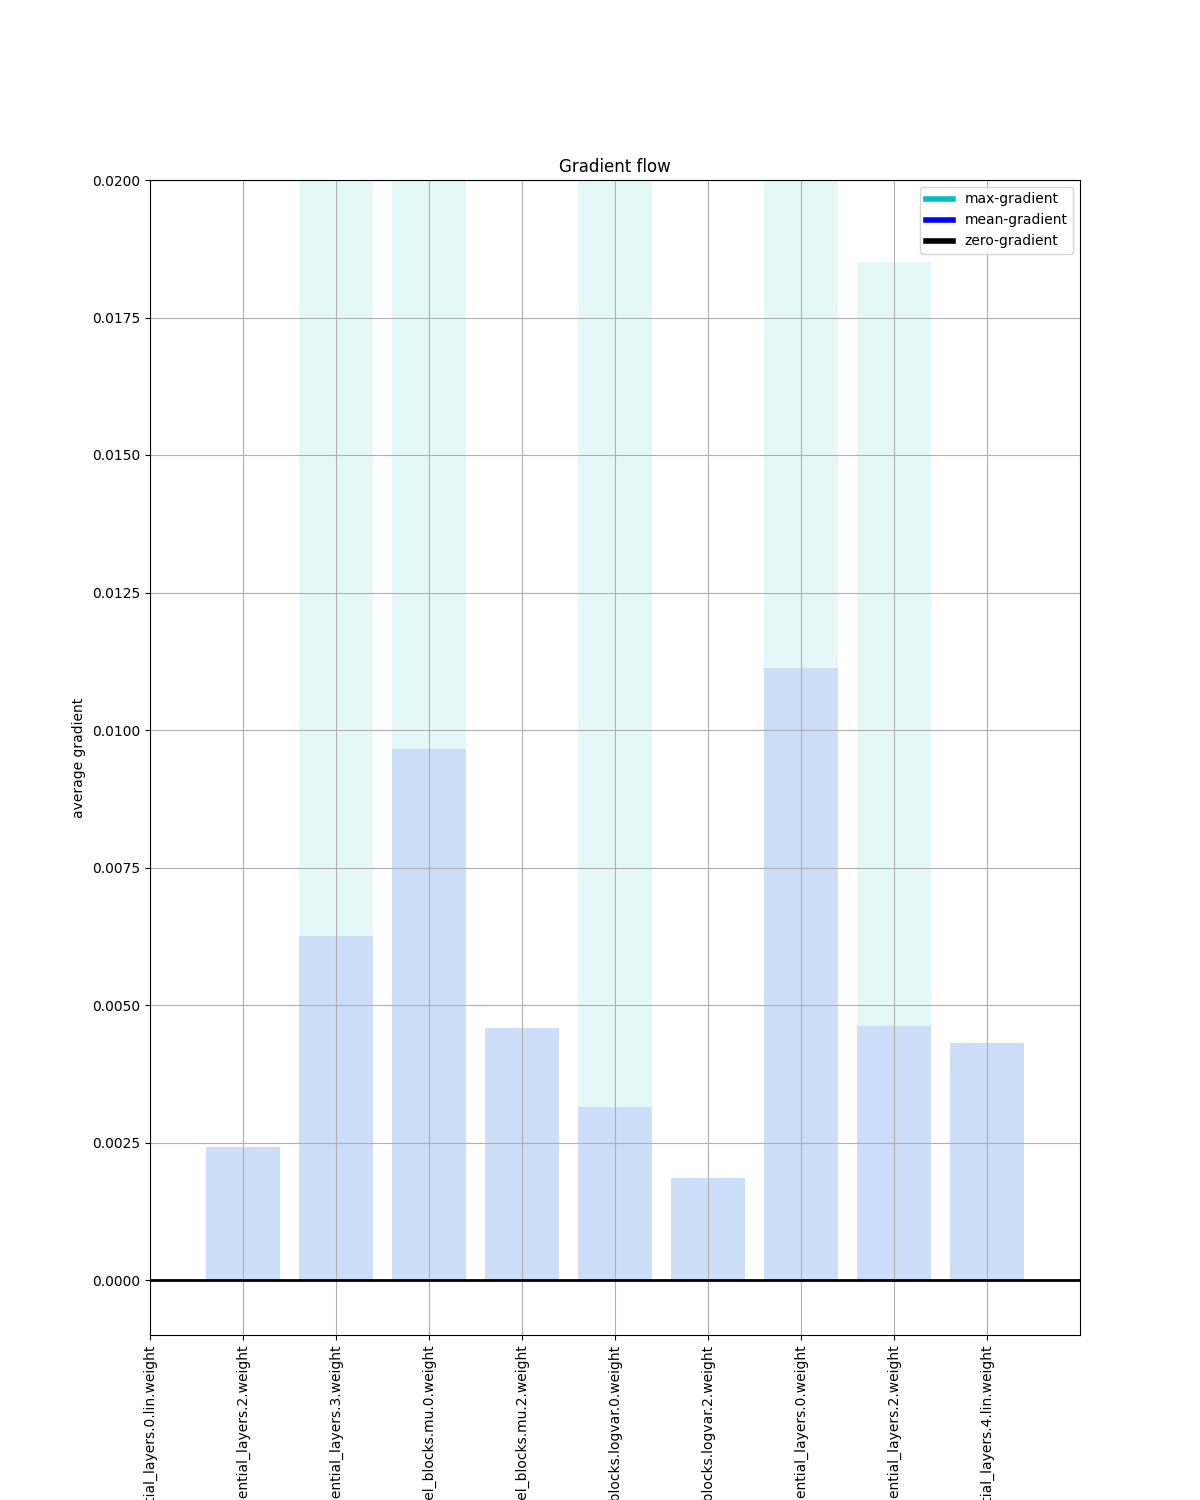 Gradient flow
max-gradient
mean-gradient
zero-gradient
0.0200
0.0175
0.0150
0.0125
0.0100
0.0075
0.0050
0.0025
0.0000
average gradient
tial_layers.0.lin.weight
ential_layers.2.weight
ential_layers.3.weight
el_blocks.mu.0.weight
el_blocks.mu.2.weight
blocks.logvar.0.weight
blocks.logvar.2.weight
ential_layers.0.weight
ential_layers.2.weight
tial_layers.4.lin.weight